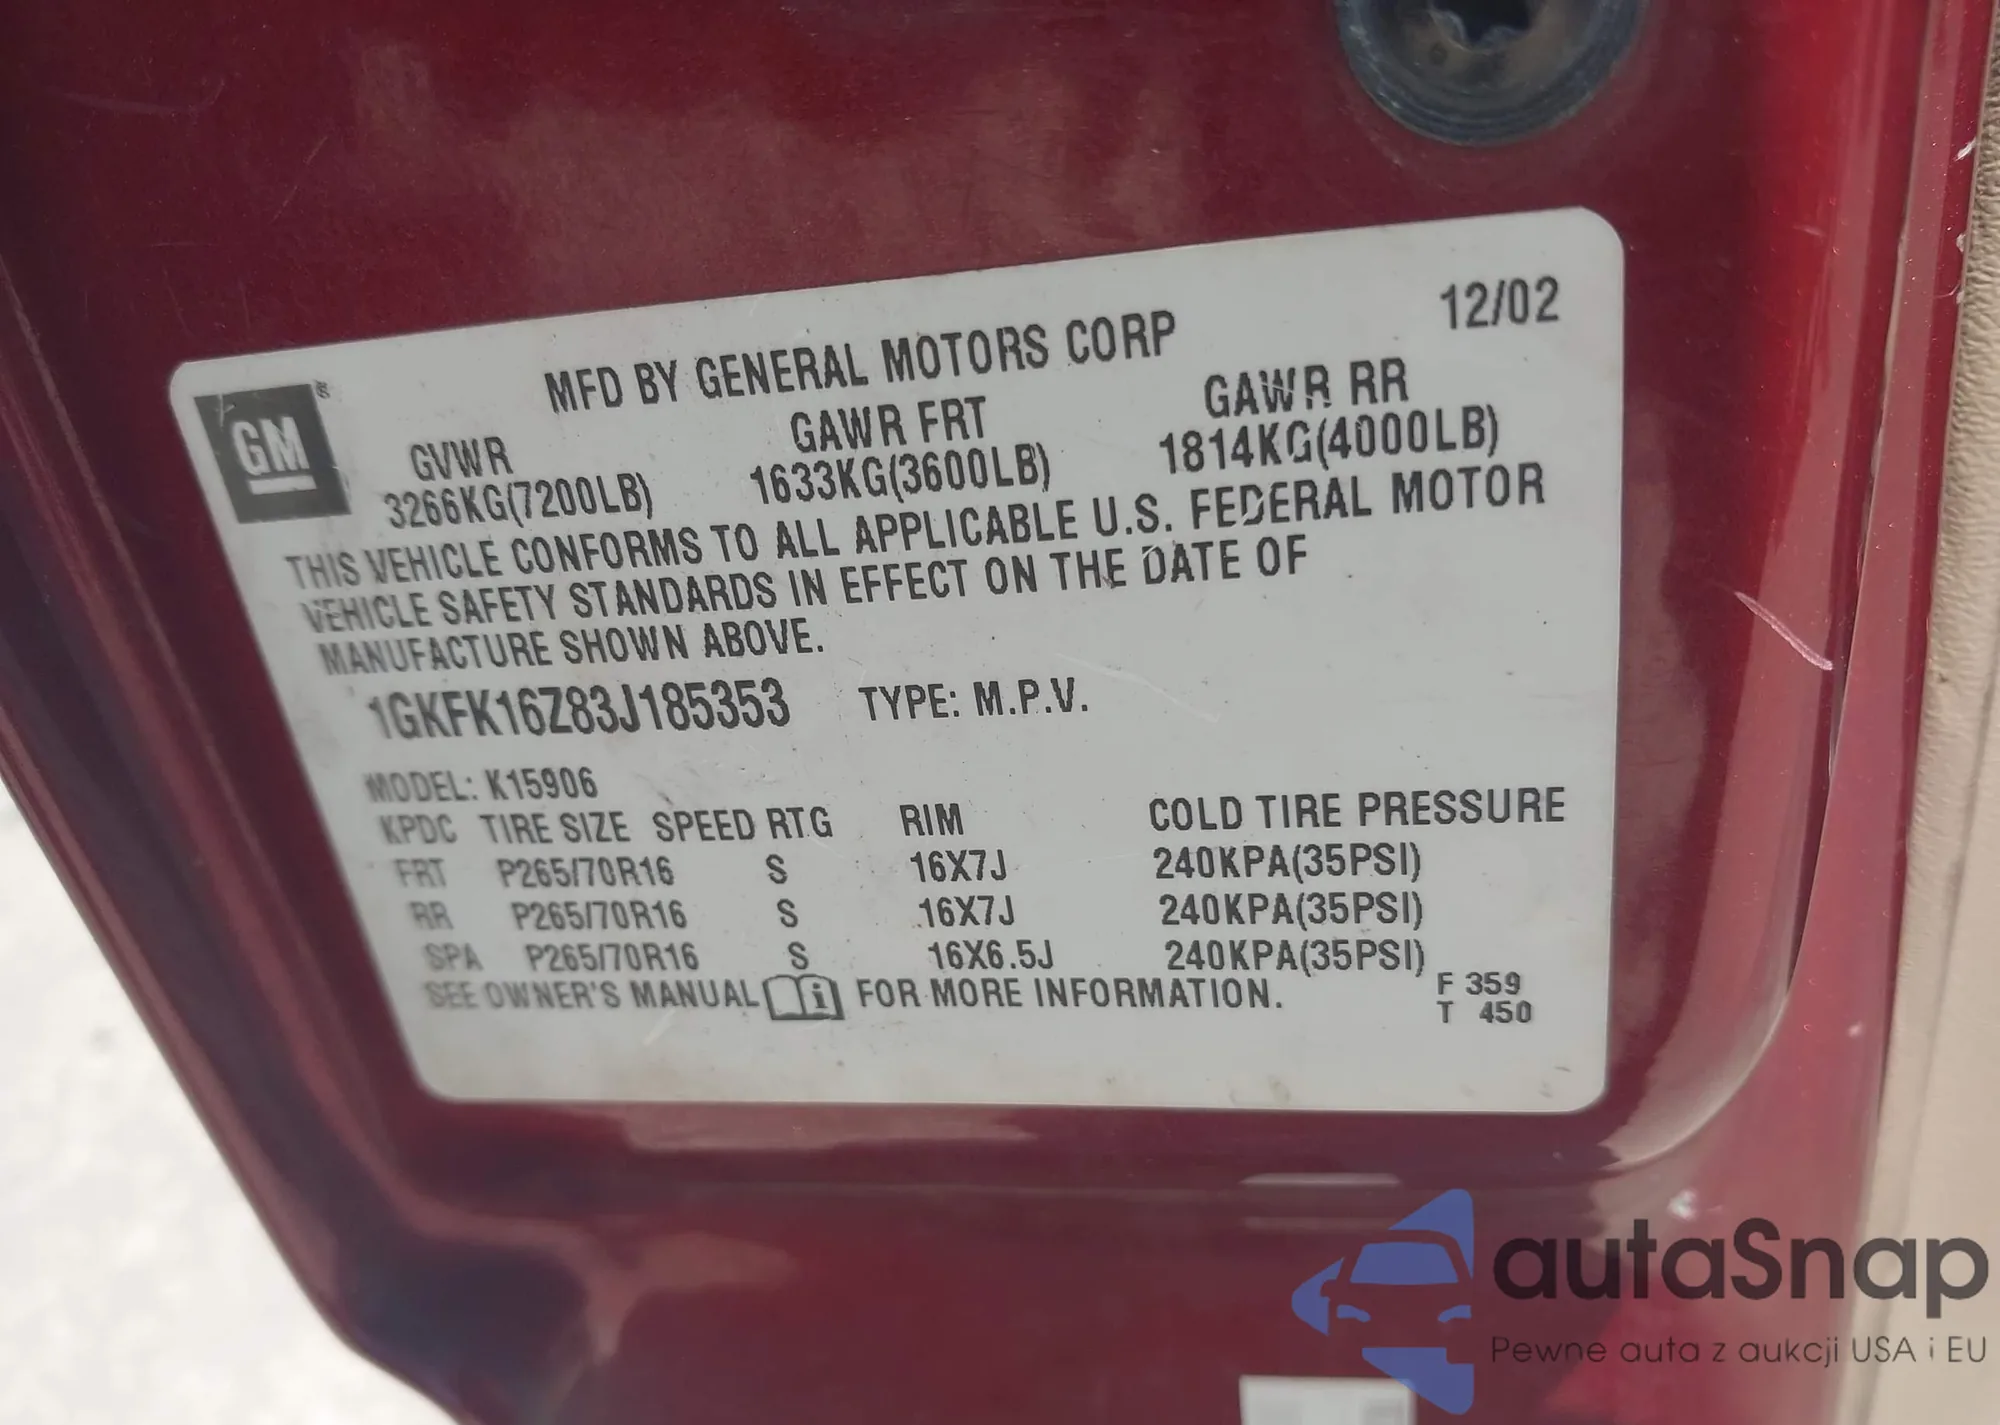 12/02
MFD BY GENERAL MOTORS CORP
GM®
GVWR GAWR FRT GAWR RR
3266KG(7200LB) 1633KG(3600LB) 1814KG(4000LB)
THIS VEHICLE CONFORMS TO ALL APPLICABLE U.S. FEDERAL MOTOR
VEHICLE SAFETY STANDARDS IN EFFECT ON THE DATE OF
MANUFACTURE SHOWN ABOVE.
1GKFK16Z83J185353 TYPE: M.P.V.
MODEL: K15906
KPDC TIRE SIZE SPEED RTG RIM COLD TIRE PRESSURE
FRT P265/70R16 S 16X7J 240KPA(35PSI)
RR P265/70R16 S 16X7J 240KPA(35PSI)
SPA P265/70R16 S 16X6.5J 240KPA(35PSI)
SEE OWNER'S MANUAL i FOR MORE INFORMATION.
F 359
T 450
autaSnap
Pewne auta z aukcji USA i EU